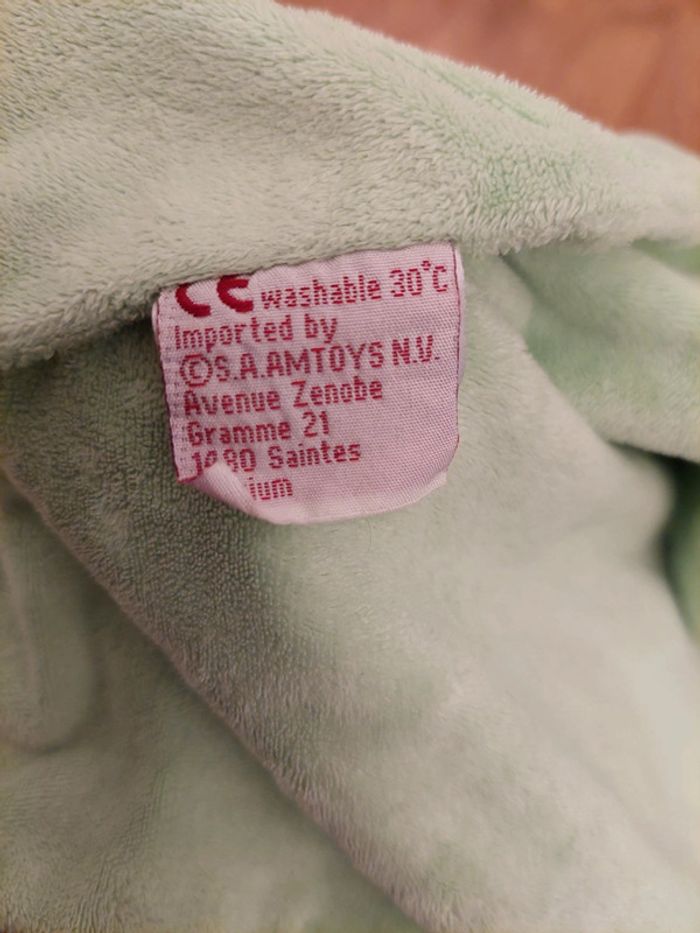 CE washable 30°C
Imported by
©S.A.AMTOYS N.V.
Avenue Zenobe
Gramme 21
Saintes